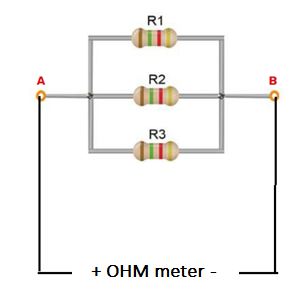 R1
A
R2
B
R3
+ OHM meter -